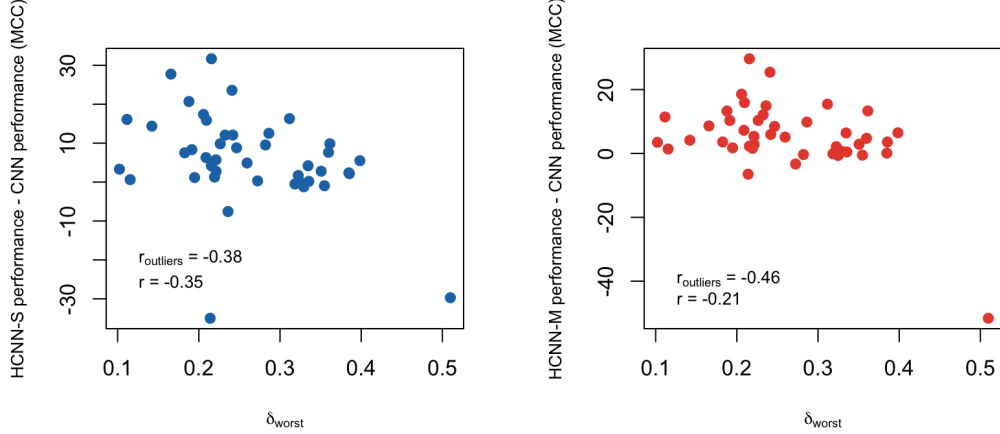 HCNN-S performance - CNN performance (MCC)
30
10
-10
-30
r_outliers = -0.38
r = -0.35
0.1 0.2 0.3 0.4 0.5
δ_worst
HCNN-M performance - CNN performance (MCC)
20
0
-20
-40
r_outliers = -0.46
r = -0.21
0.1 0.2 0.3 0.4 0.5
δ_worst